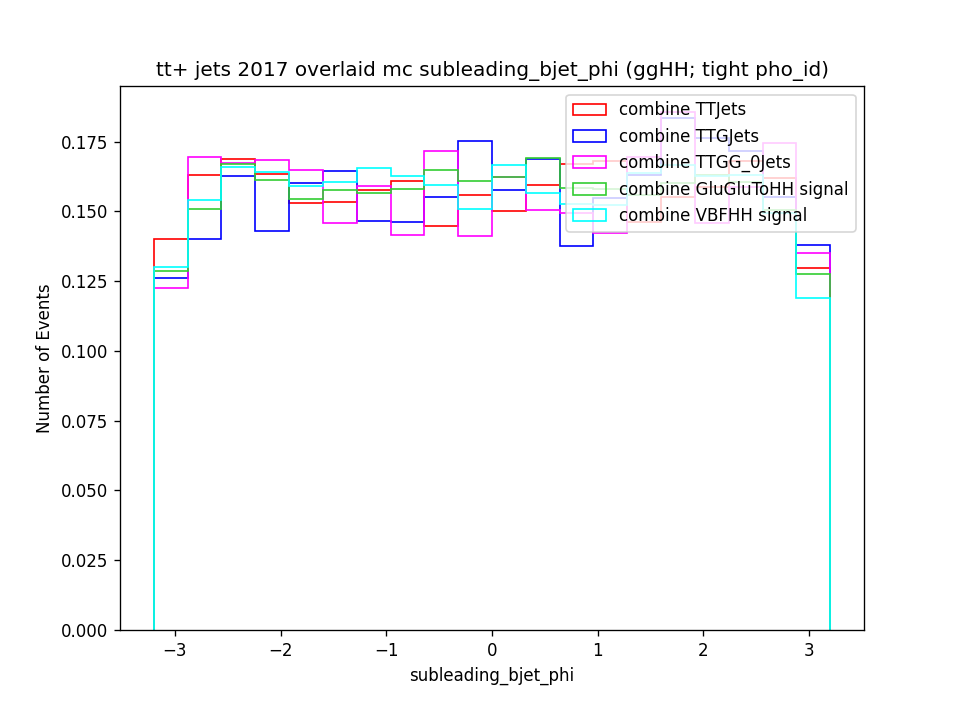 tt+ jets 2017 overlaid mc subleading_bjet_phi (ggHH; tight pho_id)
combine TTJets
combine TTGJets
combine TTGG_0Jets
combine GluGluToHH signal
combine VBFHH signal
Number of Events
0.175
0.150
0.125
0.100
0.075
0.050
0.025
0.000
−3 −2 −1 0 1 2 3
subleading_bjet_phi